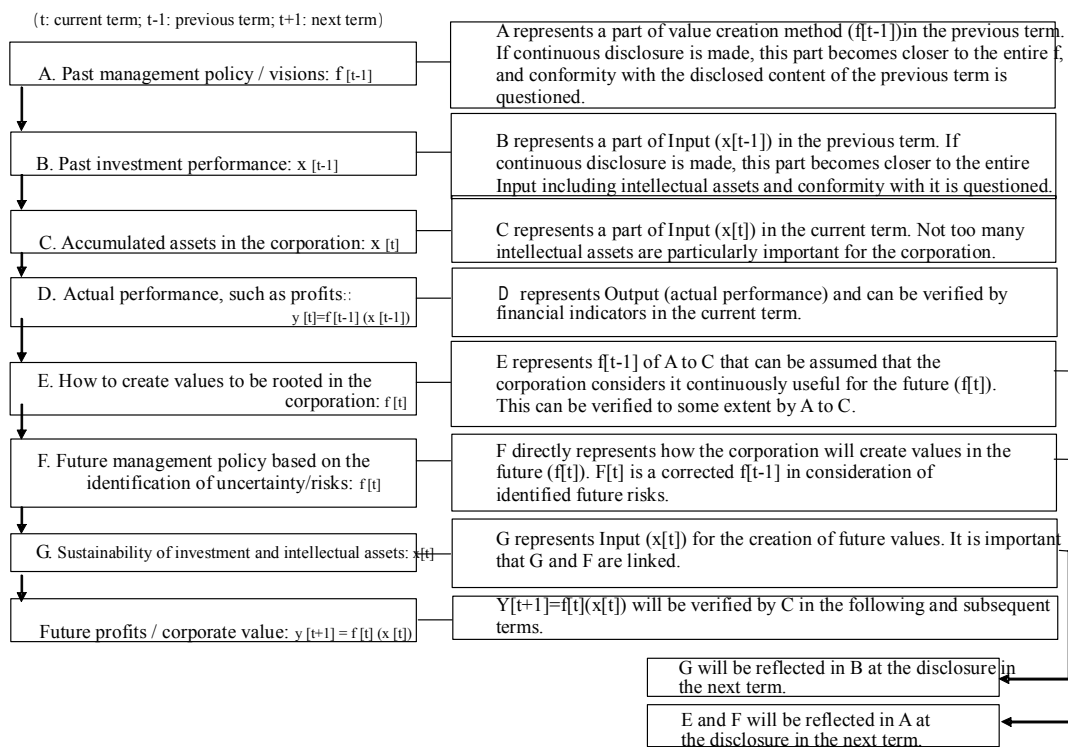 (t: current term; t-1: previous term; t+1: next term)
A. Past management policy / visions: f [t-1]
A represents a part of value creation method (f[t-1])in the previous term.
If continuous disclosure is made, this part becomes closer to the entire f,
and conformity with the disclosed content of the previous term is
questioned.
B. Past investment performance: x [t-1]
B represents a part of Input (x[t-1]) in the previous term. If
continuous disclosure is made, this part becomes closer to the entire
Input including intellectual assets and conformity with it is questioned.
C. Accumulated assets in the corporation: x [t]
C represents a part of Input (x[t]) in the current term. Not too many
intellectual assets are particularly important for the corporation.
D. Actual performance, such as profits::
y [t]=f [t-1] (x [t-1])
D represents Output (actual performance) and can be verified by
financial indicators in the current term.
E. How to create values to be rooted in the
corporation: f [t]
E represents f[t-1] of A to C that can be assumed that the
corporation considers it continuously useful for the future (f[t]).
This can be verified to some extent by A to C.
F. Future management policy based on the
identification of uncertainty/risks: f [t]
F directly represents how the corporation will create values in the
future (f[t]). F[t] is a corrected f[t-1] in consideration of
identified future risks.
G. Sustainability of investment and intellectual assets: x[t]
G represents Input (x[t]) for the creation of future values. It is important
that G and F are linked.
Future profits / corporate value: y [t+1] = f [t] (x [t])
Y[t+1]=f[t](x[t]) will be verified by C in the following and subsequent
terms.
G will be reflected in B at the disclosure in
the next term.
E and F will be reflected in A at
the disclosure in the next term.